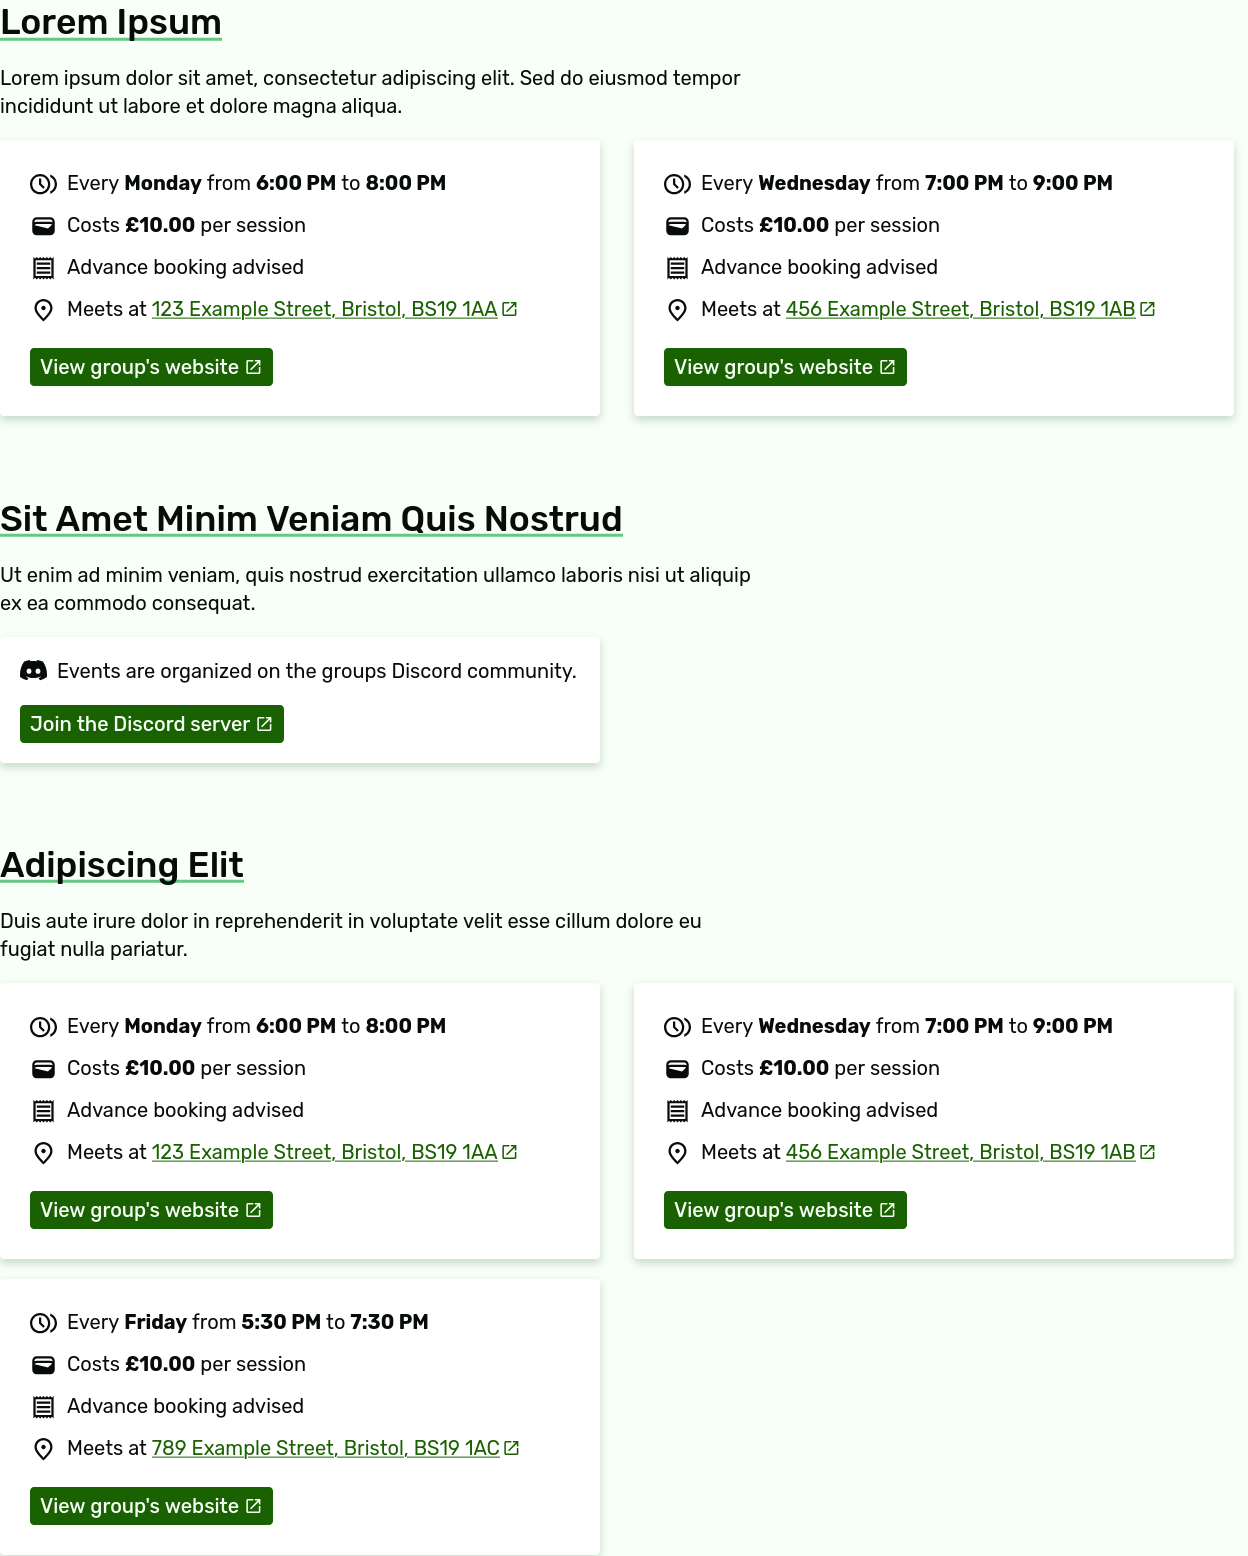 Lorem Ipsum
Lorem ipsum dolor sit amet, consectetur adipiscing elit. Sed do eiusmod tempor
incididunt ut labore et dolore magna aliqua.
Every Monday from 6:00 PM to 8:00 PM
Costs £10.00 per session
Advance booking advised
Meets at 123 Example Street, Bristol, BS19 1AA
View group's website
Every Wednesday from 7:00 PM to 9:00 PM
Costs £10.00 per session
Advance booking advised
Meets at 456 Example Street, Bristol, BS19 1AB
View group's website
Sit Amet Minim Veniam Quis Nostrud
Ut enim ad minim veniam, quis nostrud exercitation ullamco laboris nisi ut aliquip
ex ea commodo consequat.
Events are organized on the groups Discord community.
Join the Discord server
Adipiscing Elit
Duis aute irure dolor in reprehenderit in voluptate velit esse cillum dolore eu
fugiat nulla pariatur.
Every Monday from 6:00 PM to 8:00 PM
Costs £10.00 per session
Advance booking advised
Meets at 123 Example Street, Bristol, BS19 1AA
View group's website
Every Wednesday from 7:00 PM to 9:00 PM
Costs £10.00 per session
Advance booking advised
Meets at 456 Example Street, Bristol, BS19 1AB
View group's website
Every Friday from 5:30 PM to 7:30 PM
Costs £10.00 per session
Advance booking advised
Meets at 789 Example Street, Bristol, BS19 1AC
View group's website